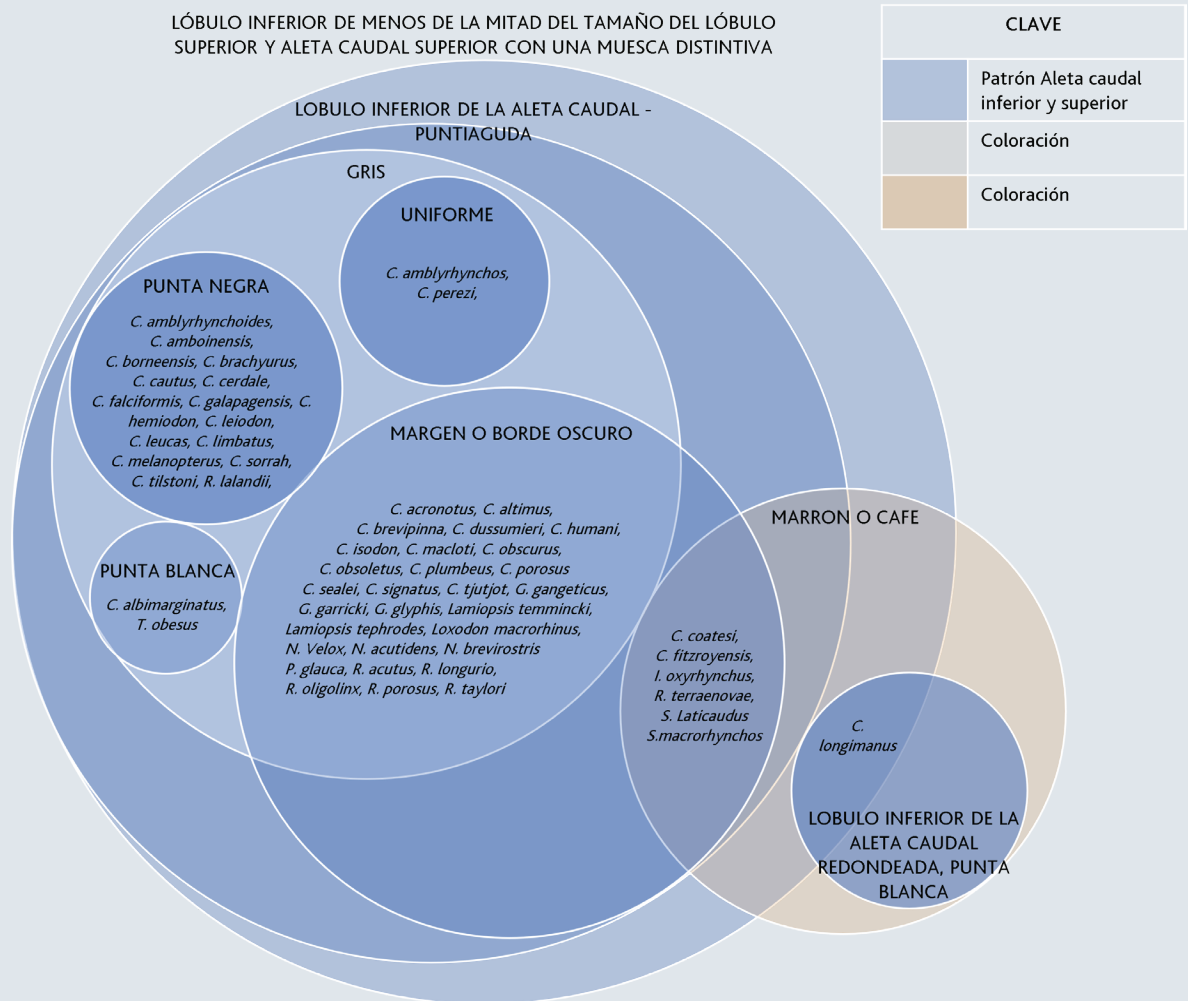 LÓBULO INFERIOR DE MENOS DE LA MITAD DEL TAMAÑO DEL LÓBULO
SUPERIOR Y ALETA CAUDAL SUPERIOR CON UNA MUESCA DISTINTIVA
CLAVE
Patrón Aleta caudal
inferior y superior
Coloración
Coloración
LOBULO INFERIOR DE LA ALETA CAUDAL -
PUNTIAGUDA
GRIS
UNIFORME
C. amblyrhynchos,
C. perezi,
PUNTA NEGRA
C. amblyrhynchoides,
C. amboinensis,
C. borneensis, C. brachyurus,
C. cautus, C. cerdale,
C. falciformis, C. galapagensis, C.
hemiodon, C. leiodon,
C. leucas, C. limbatus,
C. melanopterus, C. sorrah,
C. tilstoni, R. lalandii,
MARGEN O BORDE OSCURO
C. acronotus, C. altimus,
C. brevipinna, C. dussumieri, C. humani,
C. isodon, C. macloti, C. obscurus,
C. obsoletus, C. plumbeus, C. porosus
C. sealei, C. signatus, C. tjutjot, G. gangeticus,
G. garricki, G. glyphis, Lamiopsis temmincki,
Lamiopsis tephrodes, Loxodon macrorhinus,
N. Velox, N. acutidens, N. brevirostris
P. glauca, R. acutus, R. longurio,
R. oligolinx, R. porosus, R. taylori
PUNTA BLANCA
C. albimarginatus,
T. obesus
MARRON O CAFE
C. coatesi,
C. fitzroyensis,
I. oxyrhynchus,
R. terraenovae,
S. Laticaudus
S.macrorhynchos
C.
longimanus
LOBULO INFERIOR DE LA
ALETA CAUDAL
REDONDEADA, PUNTA
BLANCA